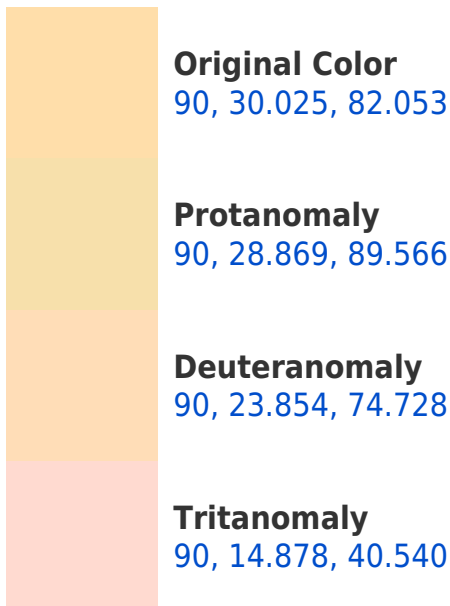 Original Color
90, 30.025, 82.053
Protanomaly
90, 28.869, 89.566
Deuteranomaly
90, 23.854, 74.728
Tritanomaly
90, 14.878, 40.540